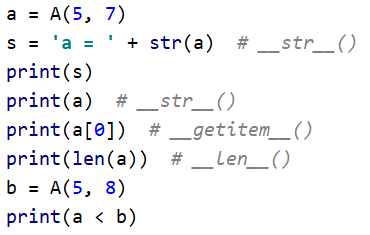 a = A(5, 7)
s = 'a = ' + str(a)  # __str__()
print(s)
print(a)  # __str__()
print(a[0])  # __getitem__()
print(len(a))  # __len__()
b = A(5, 8)
print(a < b)